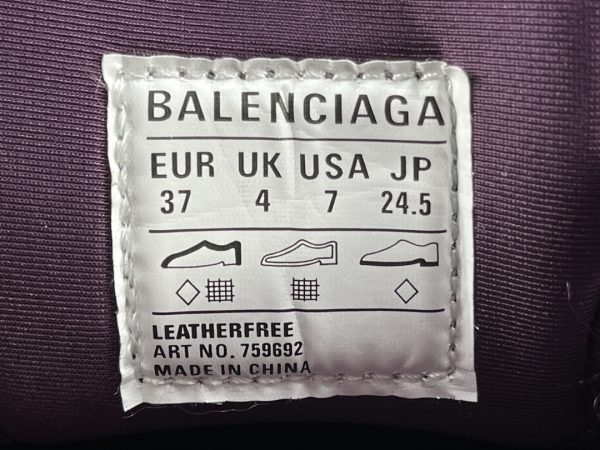 BALENCIAGA
EUR UK USA JP
37 4 7 24.5
LEATHERFREE
ART NO. 759692
MADE IN CHINA